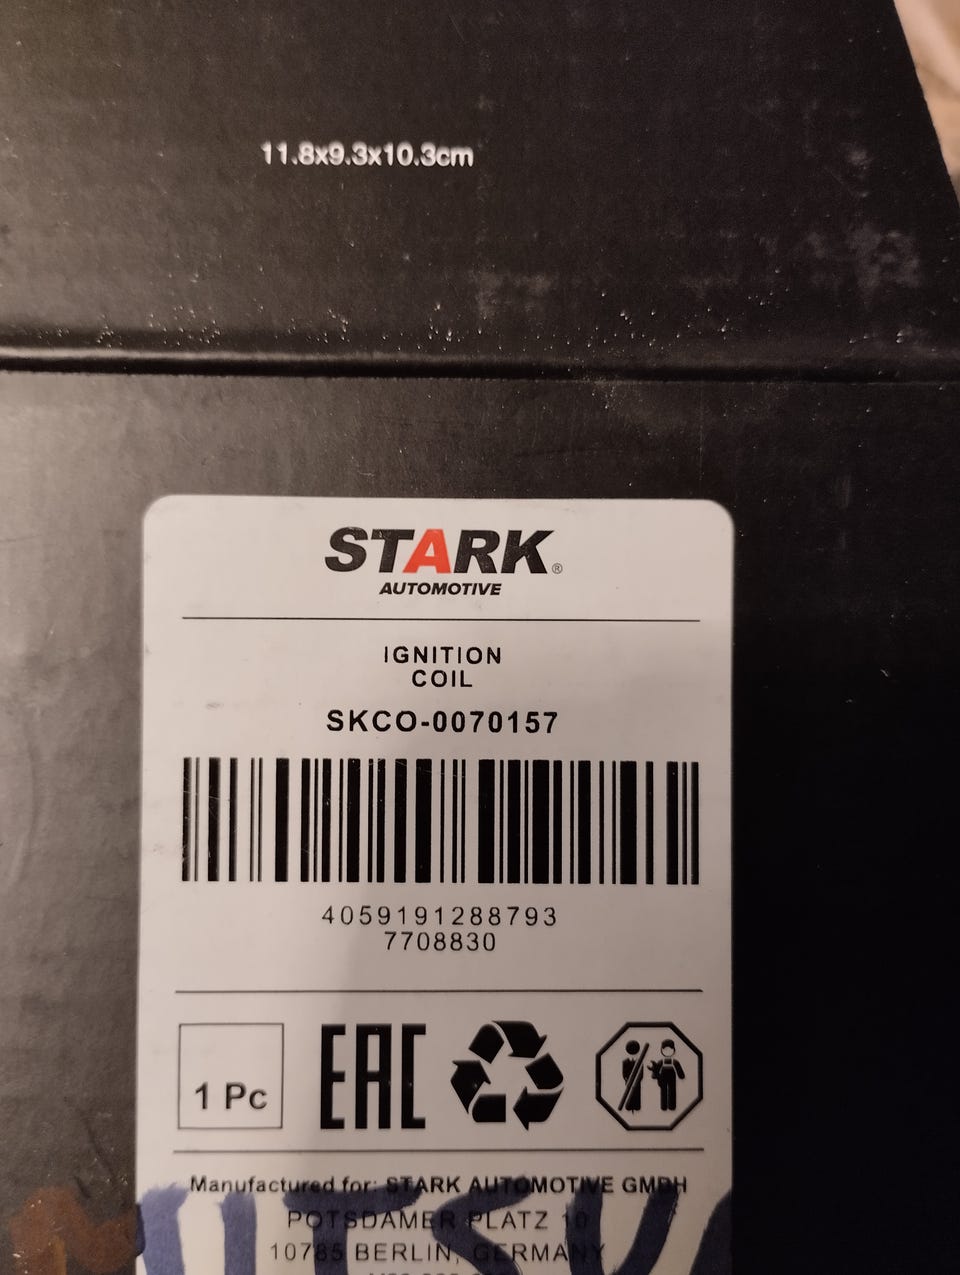 11.8x9.3x10.3cm
STARK®
AUTOMOTIVE
IGNITION
COIL
SKCO-0070157
4059191288793
7708830
1 Pc
EAC
Manufactured for: STARK AUTOMOTIVE GMBH
POTSDAMER PLATZ 10
10785 BERLIN, GERMANY